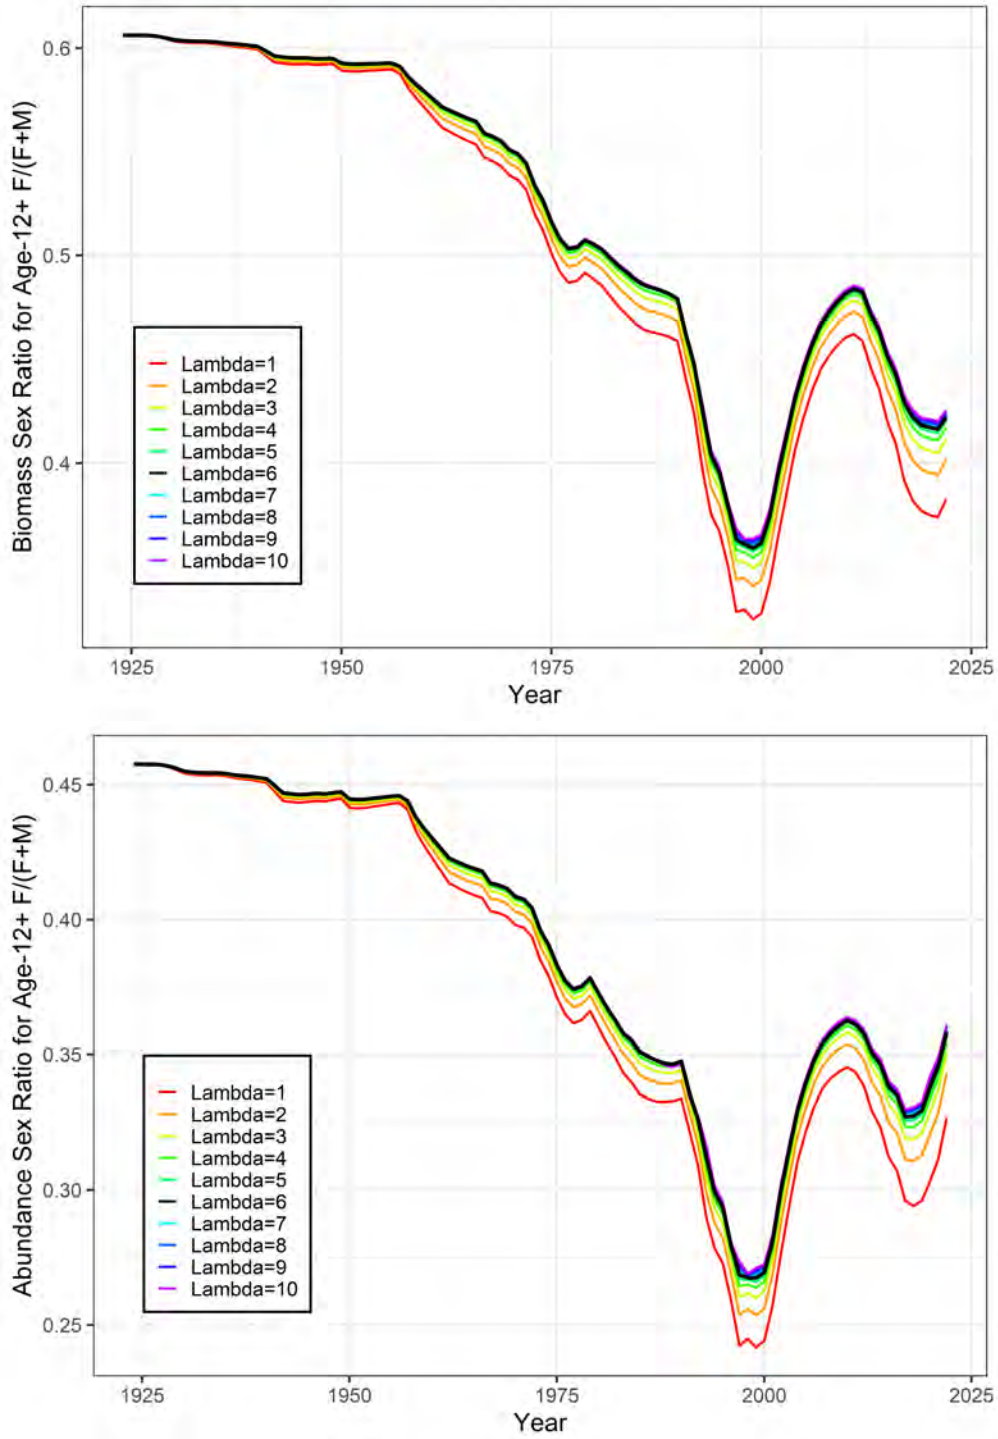 Biomass Sex Ratio for Age-12+ F/(F+M)
0.6
0.5
0.4
Lambda=1
Lambda=2
Lambda=3
Lambda=4
Lambda=5
Lambda=6
Lambda=7
Lambda=8
Lambda=9
Lambda=10
1925 1950 1975 2000 2025
Year
Abundance Sex Ratio for Age-12+ F/(F+M)
0.45
0.40
0.35
0.30
0.25
Lambda=1
Lambda=2
Lambda=3
Lambda=4
Lambda=5
Lambda=6
Lambda=7
Lambda=8
Lambda=9
Lambda=10
1925 1950 1975 2000 2025
Year